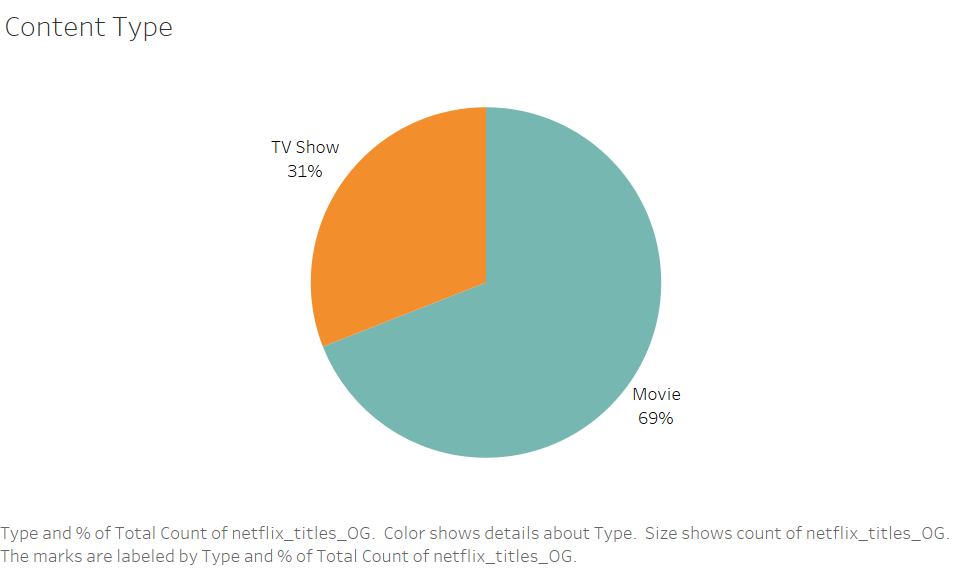 Content Type
TV Show
31%
Movie
69%
Type and % of Total Count of netflix_titles_OG.  Color shows details about Type.  Size shows count of netflix_titles_OG.
The marks are labeled by Type and % of Total Count of netflix_titles_OG.